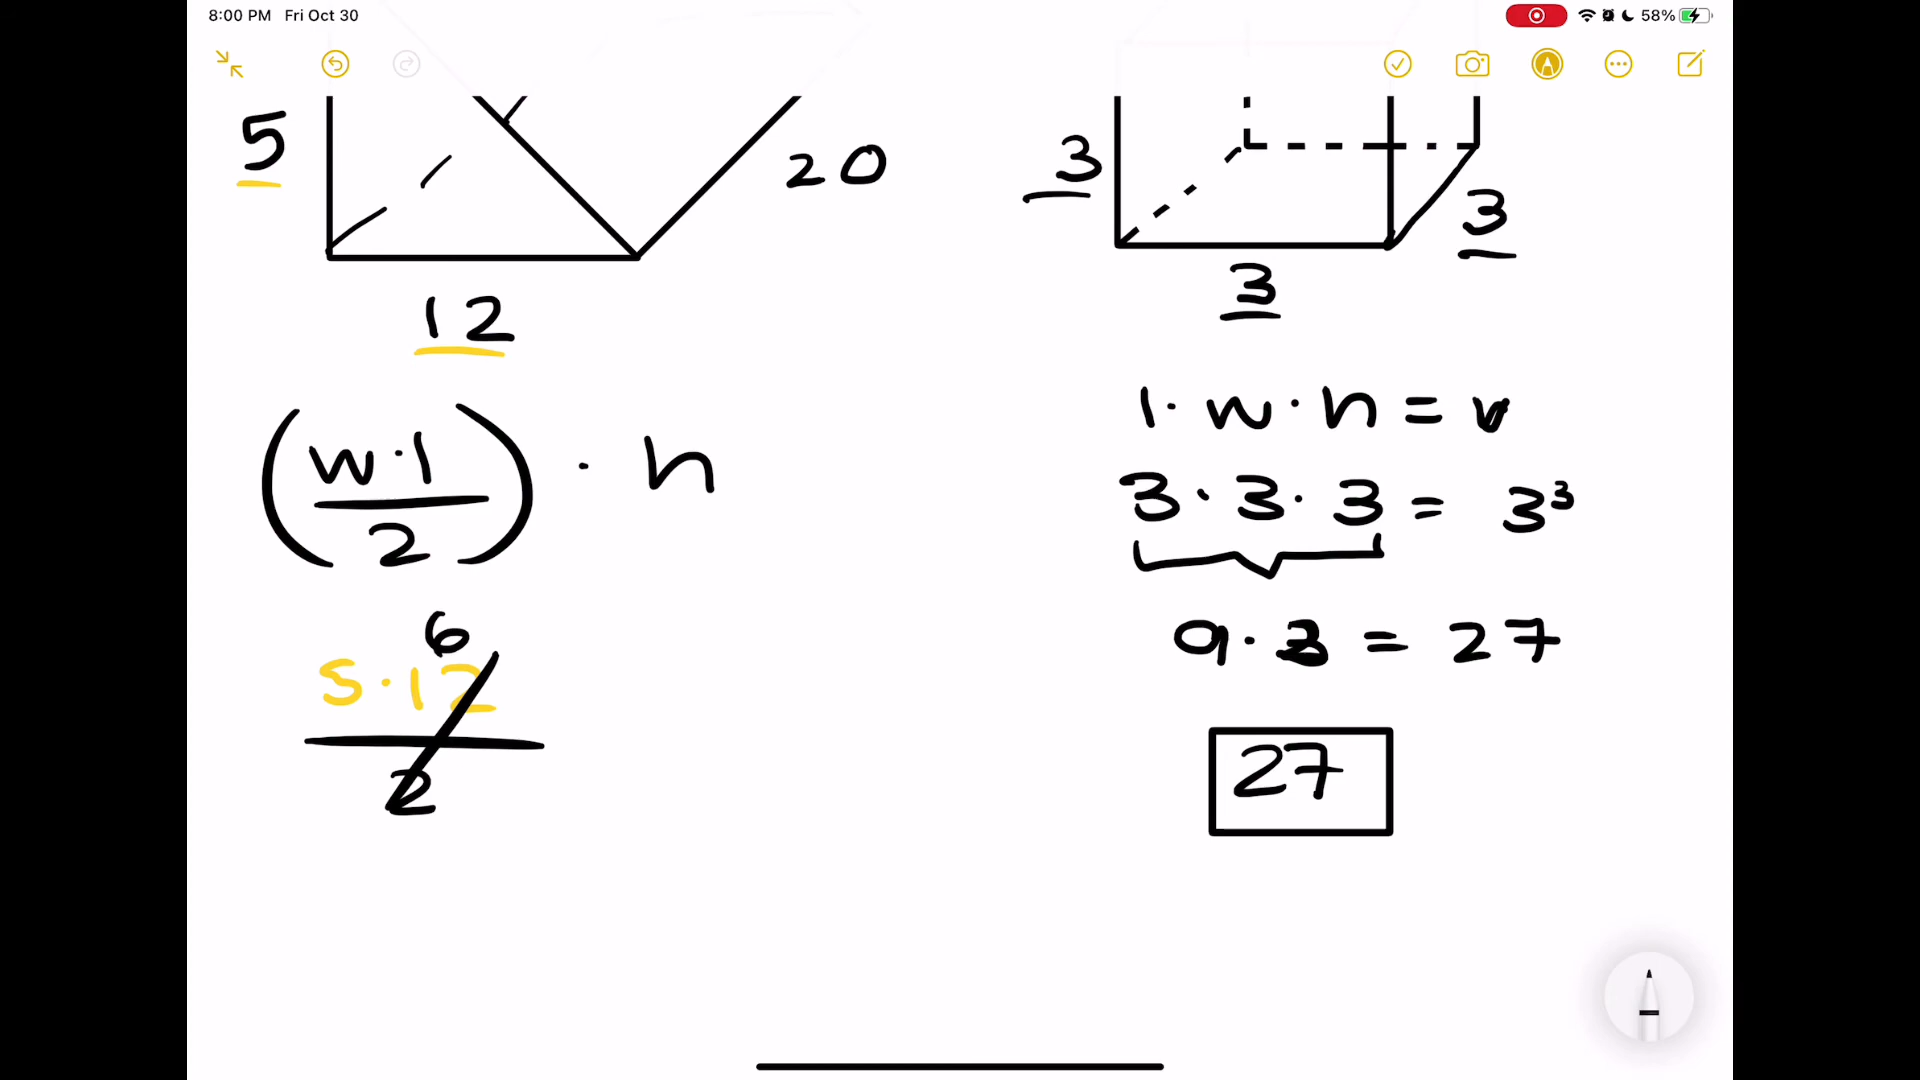 8:00 PM Fri Oct 30
58%
5
20
12
(w·l/2) · h
6
5·12
2
3
3
3
l·w·h = v
3·3·3 = 3³
9·3 = 27
27